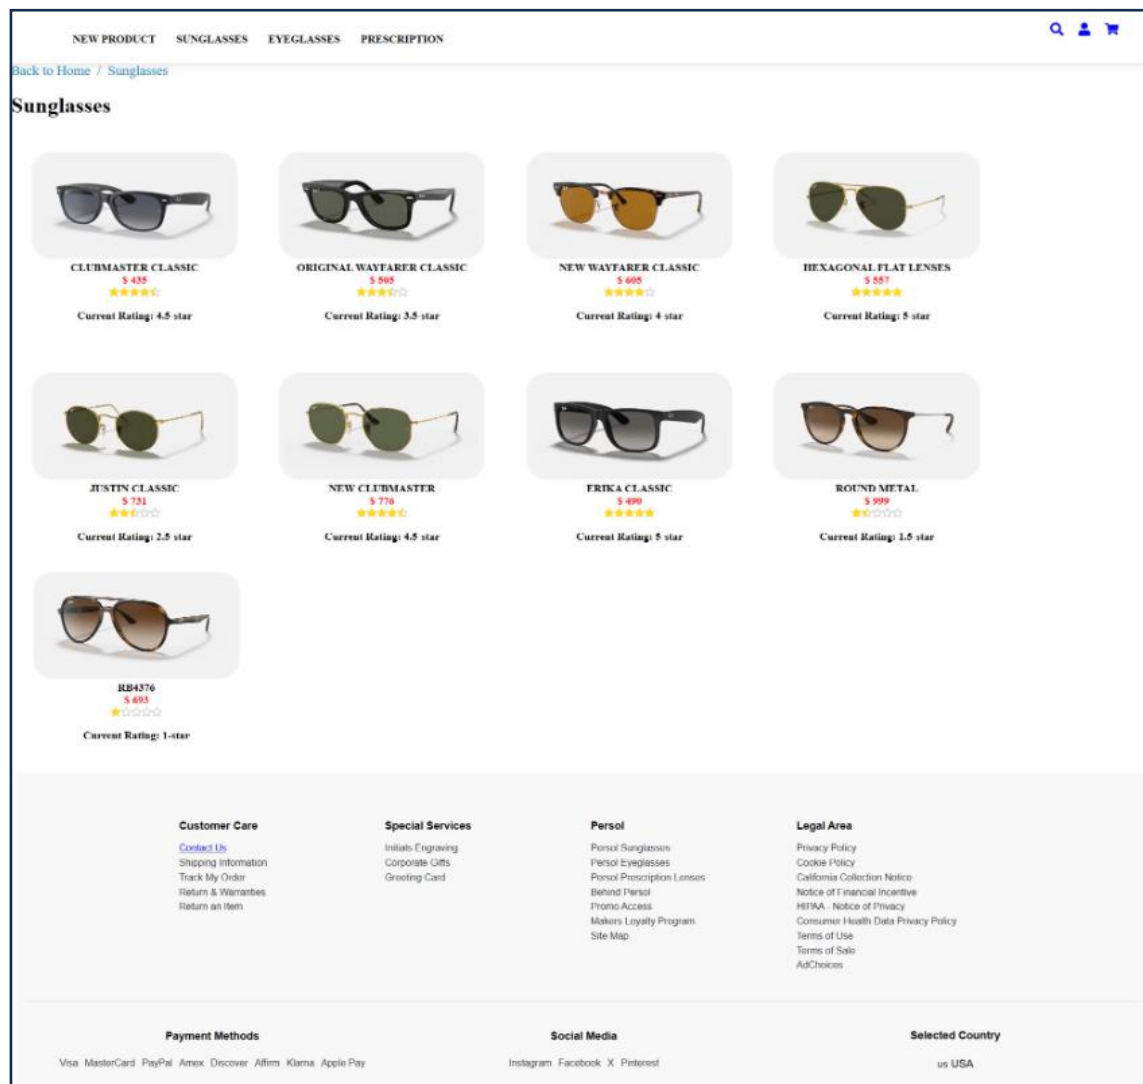 NEW PRODUCT SUNGLASSES EYEGLASSES PRESCRIPTION
Back to Home / Sunglasses
Sunglasses
CLUBMASTER CLASSIC
$ 435
Current Rating: 4.5-star
ORIGINAL WAYFARER CLASSIC
$ 505
Current Rating: 3.5-star
NEW WAYFARER CLASSIC
$ 605
Current Rating: 4-star
HEXAGONAL FLAT LENSES
$ 557
Current Rating: 5-star
JUSTIN CLASSIC
$ 731
Current Rating: 2.5-star
NEW CLUBMASTER
$ 776
Current Rating: 4.5-star
ERIKA CLASSIC
$ 490
Current Rating: 5-star
ROUND METAL
$ 999
Current Rating: 1.5-star
RB4376
$ 693
Current Rating: 1-star
Customer Care
Contact Us
Shipping Information
Track My Order
Return & Warranties
Return an Item
Special Services
Initials Engraving
Corporate Gifts
Greeting Card
Persol
Persol Sunglasses
Persol Eyeglasses
Persol Prescription Lenses
Behind Persol
Promo Access
Makers Loyalty Program
Site Map
Legal Area
Privacy Policy
Cookie Policy
California Collection Notice
Notice of Financial Incentive
HIPAA - Notice of Privacy
Consumer Health Data Privacy Policy
Terms of Use
Terms of Sale
AdChoices
Payment Methods
Visa MasterCard PayPal Amex Discover Affirm Klarna Apple Pay
Social Media
Instagram Facebook X Pinterest
Selected Country
us USA